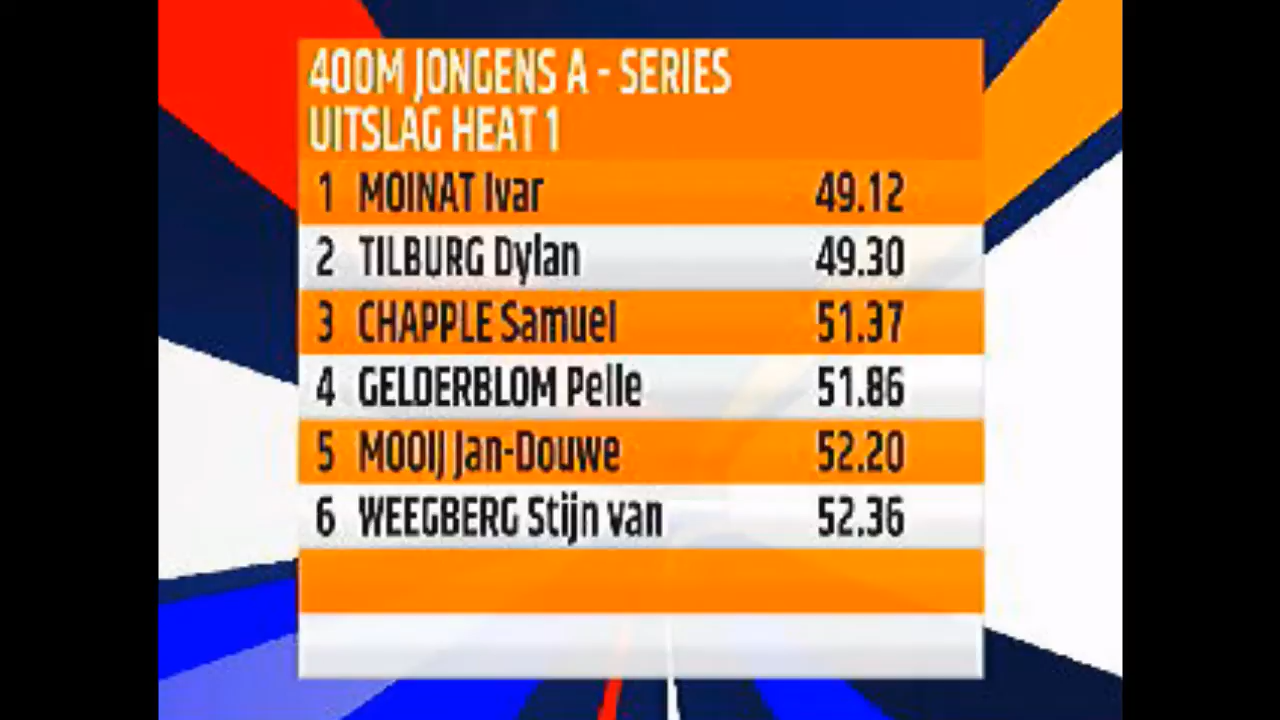 400M JONGENS A - SERIES
UITSLAG HEAT 1
1 MOINAT Ivar 49.12
2 TILBURG Dylan 49.30
3 CHAPPLE Samuel 51.37
4 GELDERBLOM Pelle 51.86
5 MOOIJ Jan-Douwe 52.20
6 WEEGBERG Stijn van 52.36